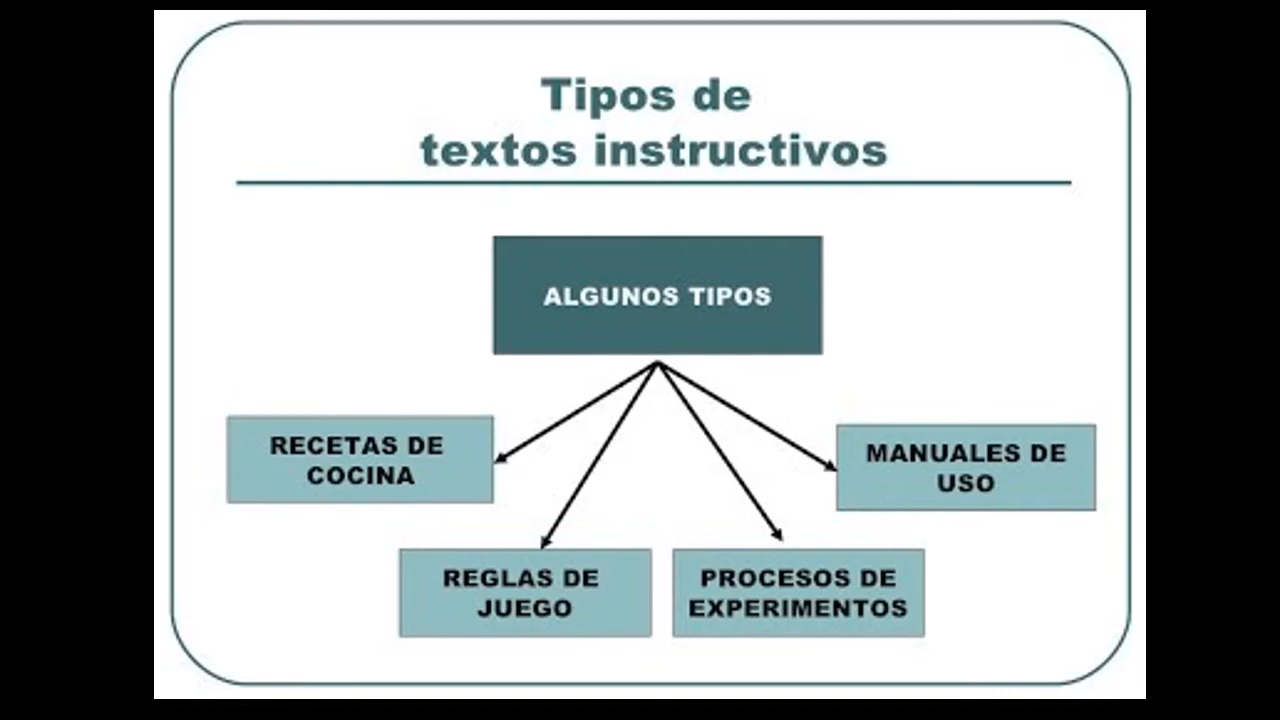 Tipos de
textos instructivos
ALGUNOS TIPOS
RECETAS DE
COCINA
MANUALES DE
USO
REGLAS DE
JUEGO
PROCESOS DE
EXPERIMENTOS